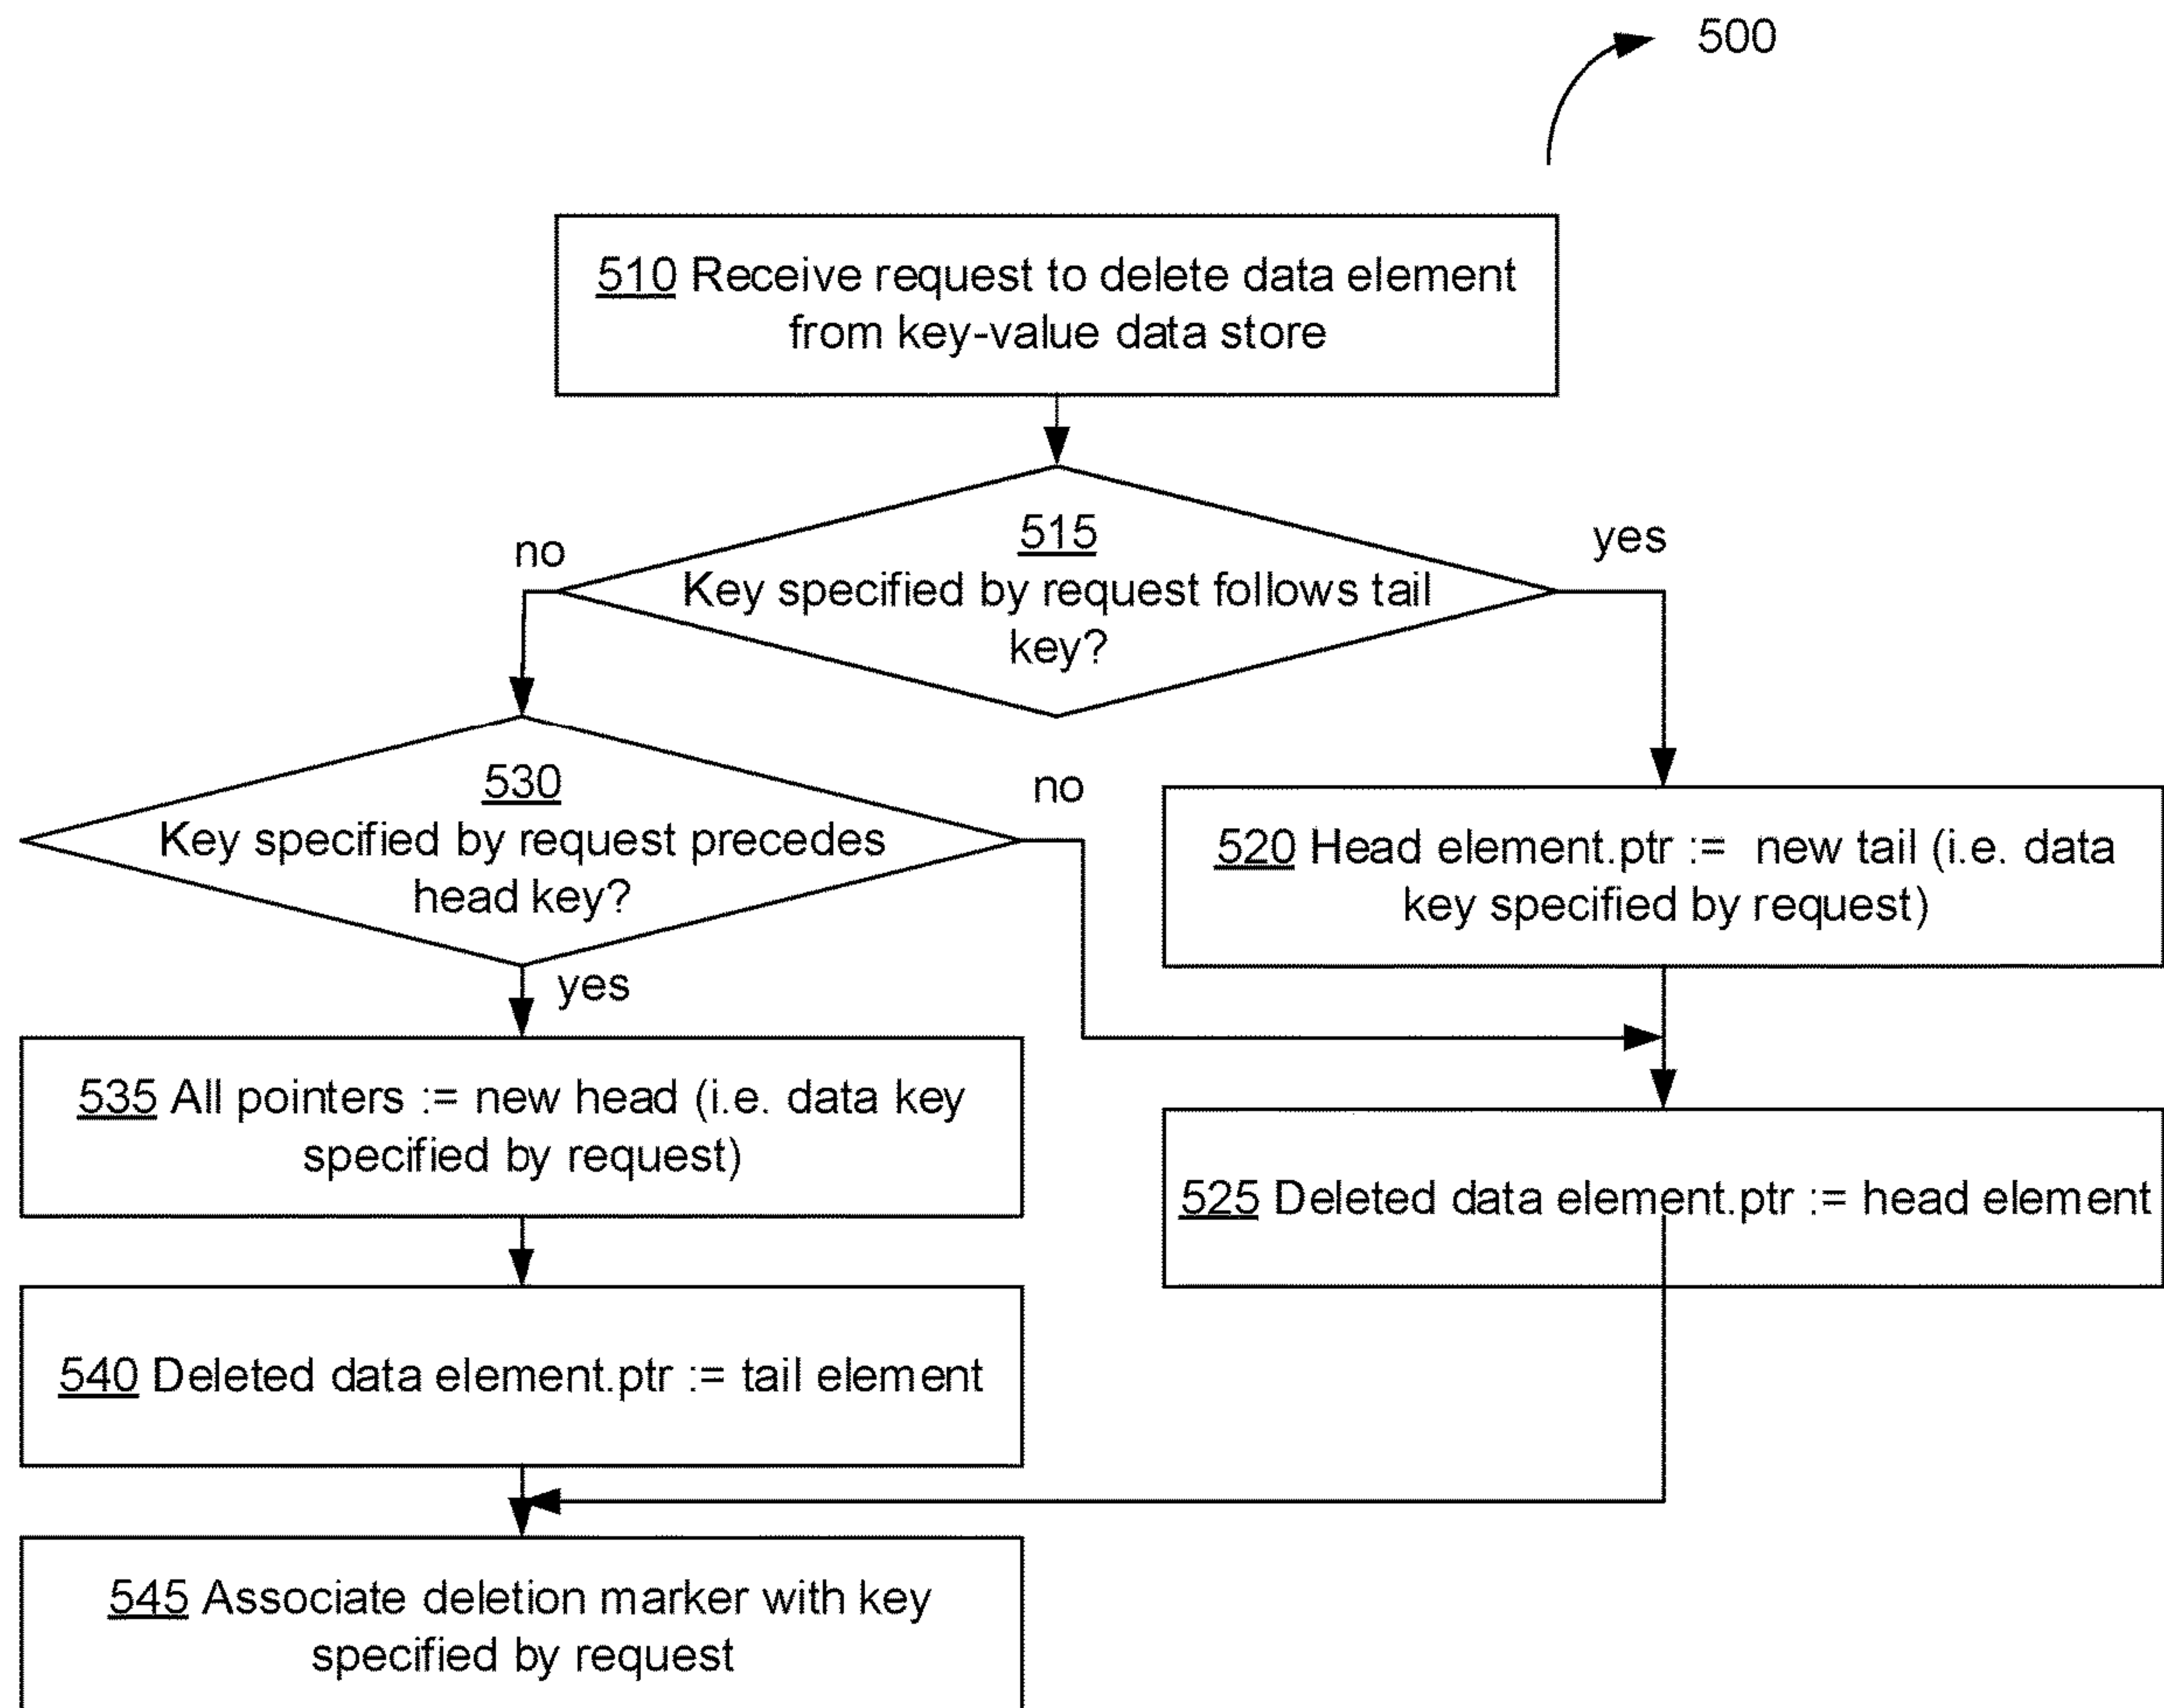 500
510 Receive request to delete data element
from key-value data store
515
Key specified by request follows tail
key?
no
yes
530
Key specified by request precedes
head key?
no
yes
520 Head element.ptr := new tail (i.e. data
key specified by request)
535 All pointers := new head (i.e. data key
specified by request)
525 Deleted data element.ptr := head element
540 Deleted data element.ptr := tail element
545 Associate deletion marker with key
specified by request